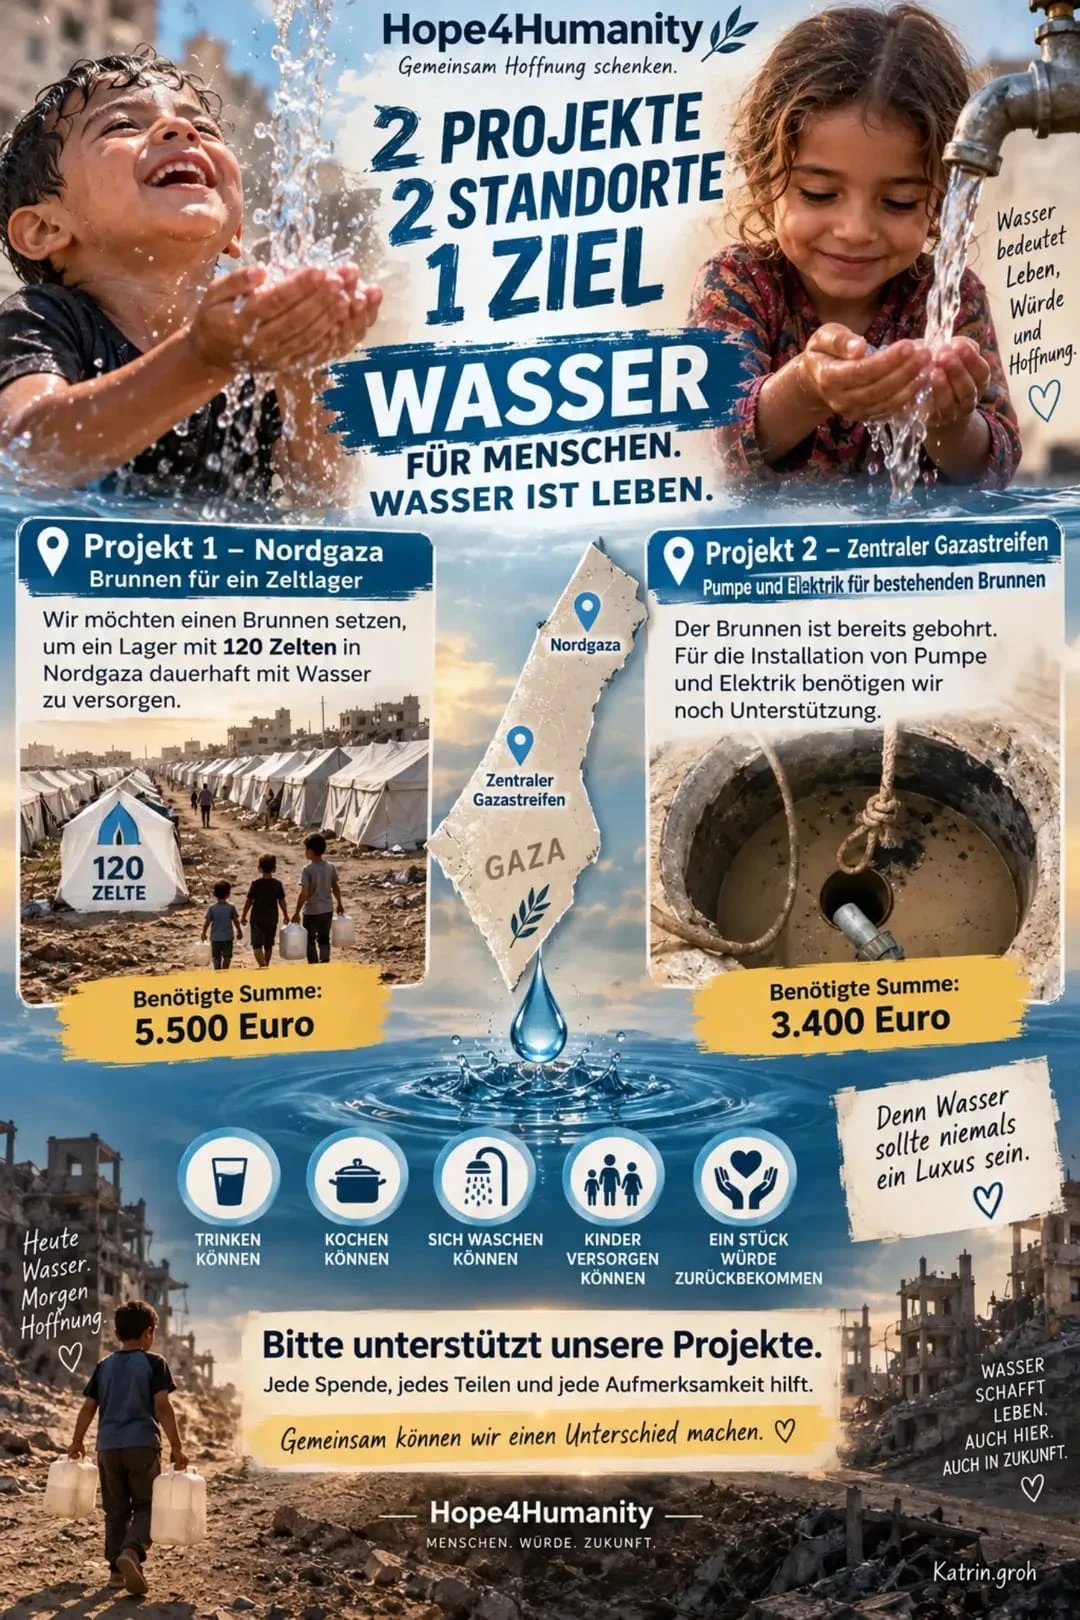 Hope4Humanity
Gemeinsam Hoffnung schenken.
2 PROJEKTE
2 STANDORTE
1 ZIEL
WASSER
FÜR MENSCHEN.
WASSER IST LEBEN.
Wasser
bedeutet
Leben,
Würde
und
Hoffnung.
Projekt 1 – Nordgaza
Brunnen für ein Zeltlager
Wir möchten einen Brunnen setzen,
um ein Lager mit 120 Zelten in
Nordgaza dauerhaft mit Wasser
zu versorgen.
120
ZELTE
Benötigte Summe:
5.500 Euro
Nordgaza
Zentraler
Gazastreifen
GAZA
Projekt 2 – Zentraler Gazastreifen
Pumpe und Elektrik für bestehenden Brunnen
Der Brunnen ist bereits gebohrt.
Für die Installation von Pumpe
und Elektrik benötigen wir
noch Unterstützung.
Benötigte Summe:
3.400 Euro
Denn Wasser
sollte niemals
ein Luxus sein.
TRINKEN
KÖNNEN
KOCHEN
KÖNNEN
SICH WASCHEN
KÖNNEN
KINDER
VERSORGEN
KÖNNEN
EIN STÜCK
WÜRDE
ZURÜCKBEKOMMEN
Heute
Wasser.
Morgen
Hoffnung.
Bitte unterstützt unsere Projekte.
Jede Spende, jedes Teilen und jede Aufmerksamkeit hilft.
Gemeinsam können wir einen Unterschied machen.
WASSER
SCHAFFT
LEBEN.
AUCH HIER.
AUCH IN ZUKUNFT.
Hope4Humanity
MENSCHEN. WÜRDE. ZUKUNFT.
Katrin.groh